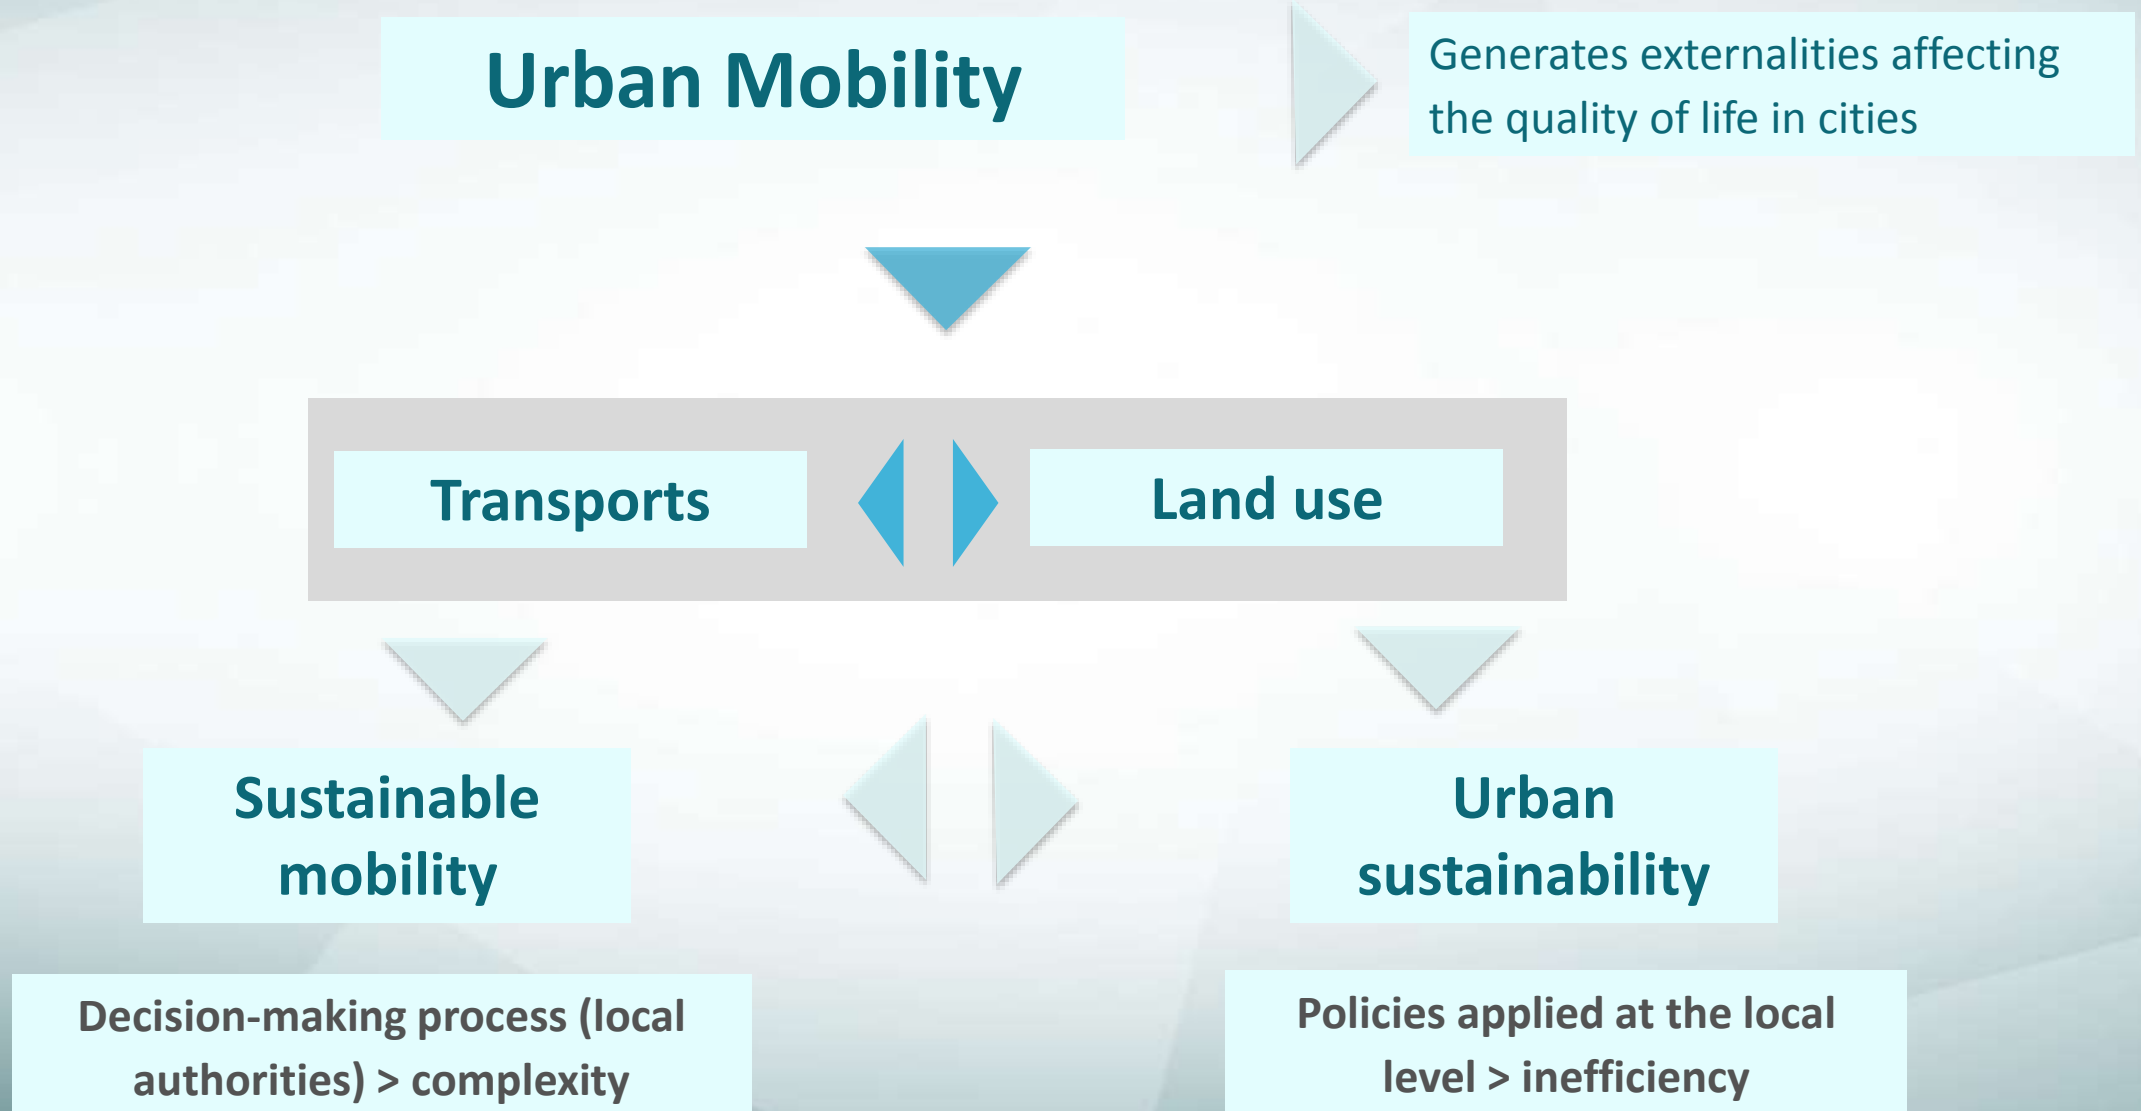 Urban Mobility
Generates externalities affecting
the quality of life in cities
Transports
Land use
Sustainable
mobility
Urban
sustainability
Decision-making process (local
authorities) > complexity
Policies applied at the local
level > inefficiency